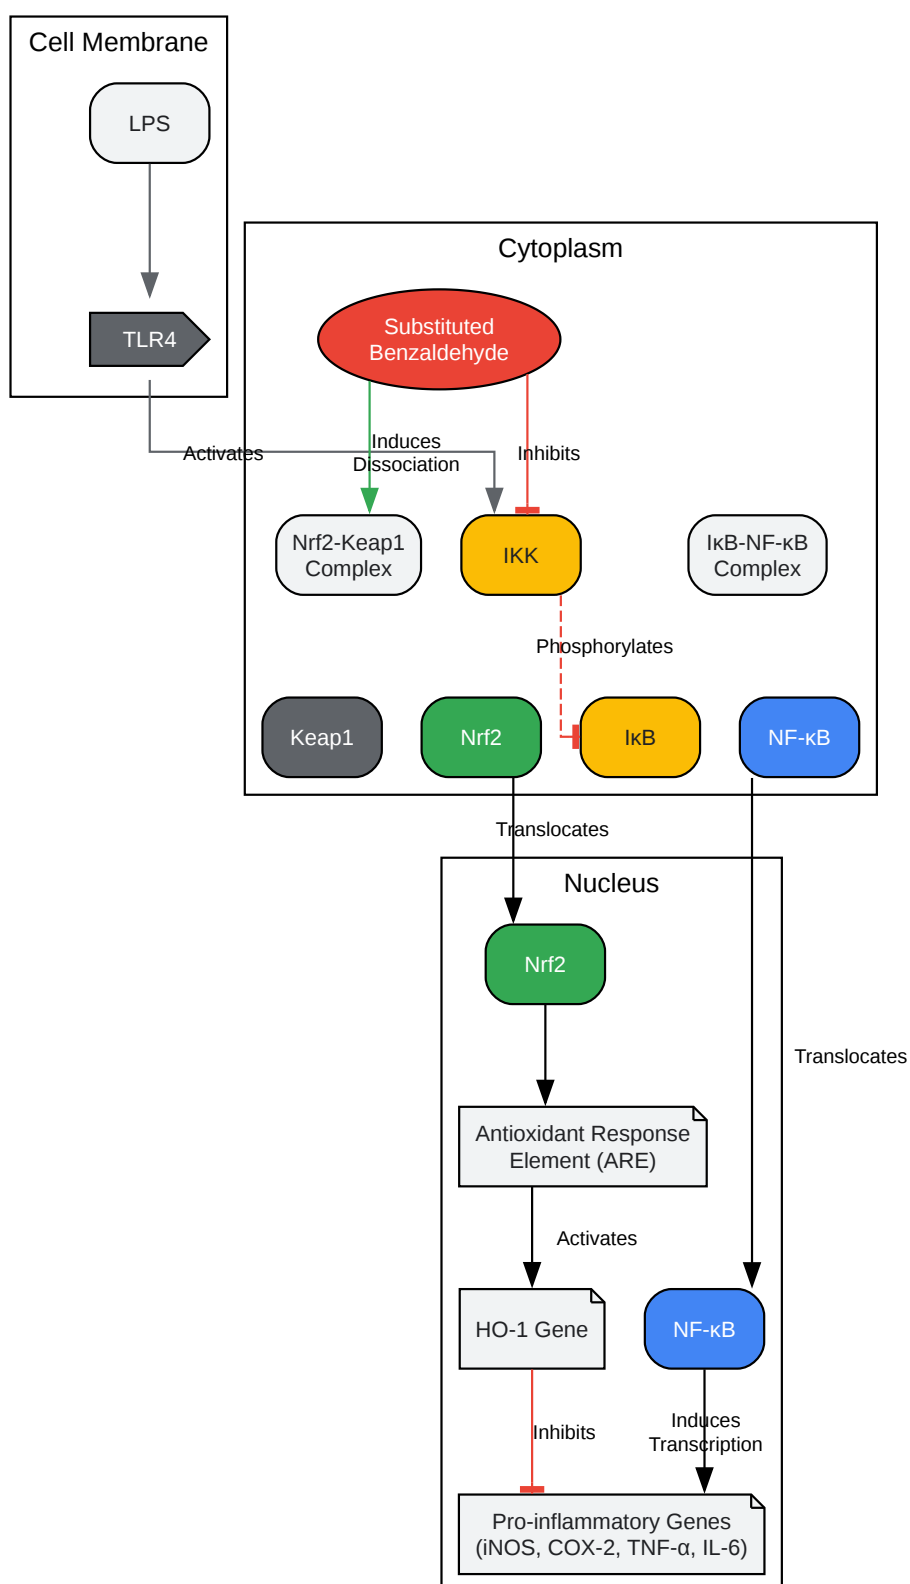 Cell Membrane
LPS
TLR4
Cytoplasm
Substituted
Benzaldehyde
Activates
Induces
Dissociation
Inhibits
Nrf2-Keap1
Complex
IKK
IκB-NF-κB
Complex
Phosphorylates
Keap1
Nrf2
IκB
NF-κB
Translocates
Nucleus
Nrf2
Translocates
Antioxidant Response
Element (ARE)
Activates
HO-1 Gene
NF-κB
Inhibits
Induces
Transcription
Pro-inflammatory Genes
(iNOS, COX-2, TNF-α, IL-6)